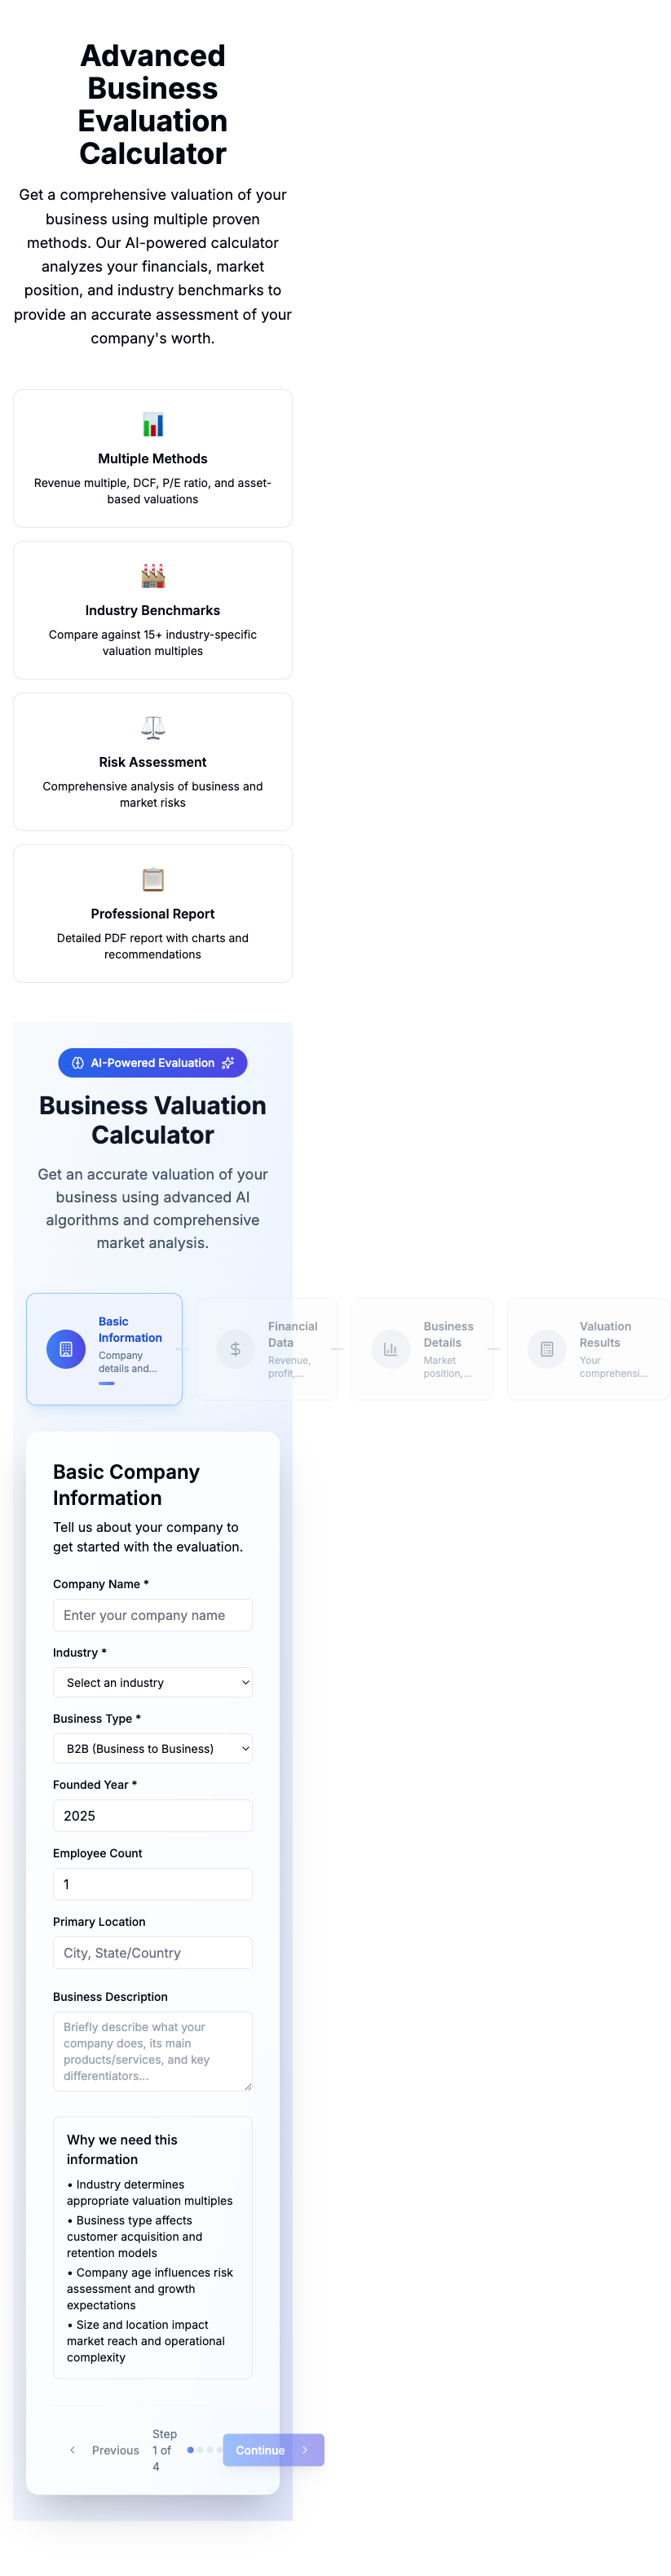 Advanced
Business
Evaluation
Calculator
Get a comprehensive valuation of your
business using multiple proven
methods. Our AI-powered calculator
analyzes your financials, market
position, and industry benchmarks to
provide an accurate assessment of your
company's worth.
Multiple Methods
Revenue multiple, DCF, P/E ratio, and asset-
based valuations
Industry Benchmarks
Compare against 15+ industry-specific
valuation multiples
Risk Assessment
Comprehensive analysis of business and
market risks
Professional Report
Detailed PDF report with charts and
recommendations
AI-Powered Evaluation
Business Valuation
Calculator
Get an accurate valuation of your
business using advanced AI
algorithms and comprehensive
market analysis.
Basic
Information
Company
details and...
Financial
Data
Revenue,
profit,...
Business
Details
Market
position,...
Valuation
Results
Your
comprehensi...
Basic Company
Information
Tell us about your company to
get started with the evaluation.
Company Name *
Enter your company name
Industry *
Select an industry
Business Type *
B2B (Business to Business)
Founded Year *
2025
Employee Count
1
Primary Location
City, State/Country
Business Description
Briefly describe what your
company does, its main
products/services, and key
differentiators...
Why we need this
information
• Industry determines
appropriate valuation multiples
• Business type affects
customer acquisition and
retention models
• Company age influences risk
assessment and growth
expectations
• Size and location impact
market reach and operational
complexity
Previous
Step
1 of
4
Continue